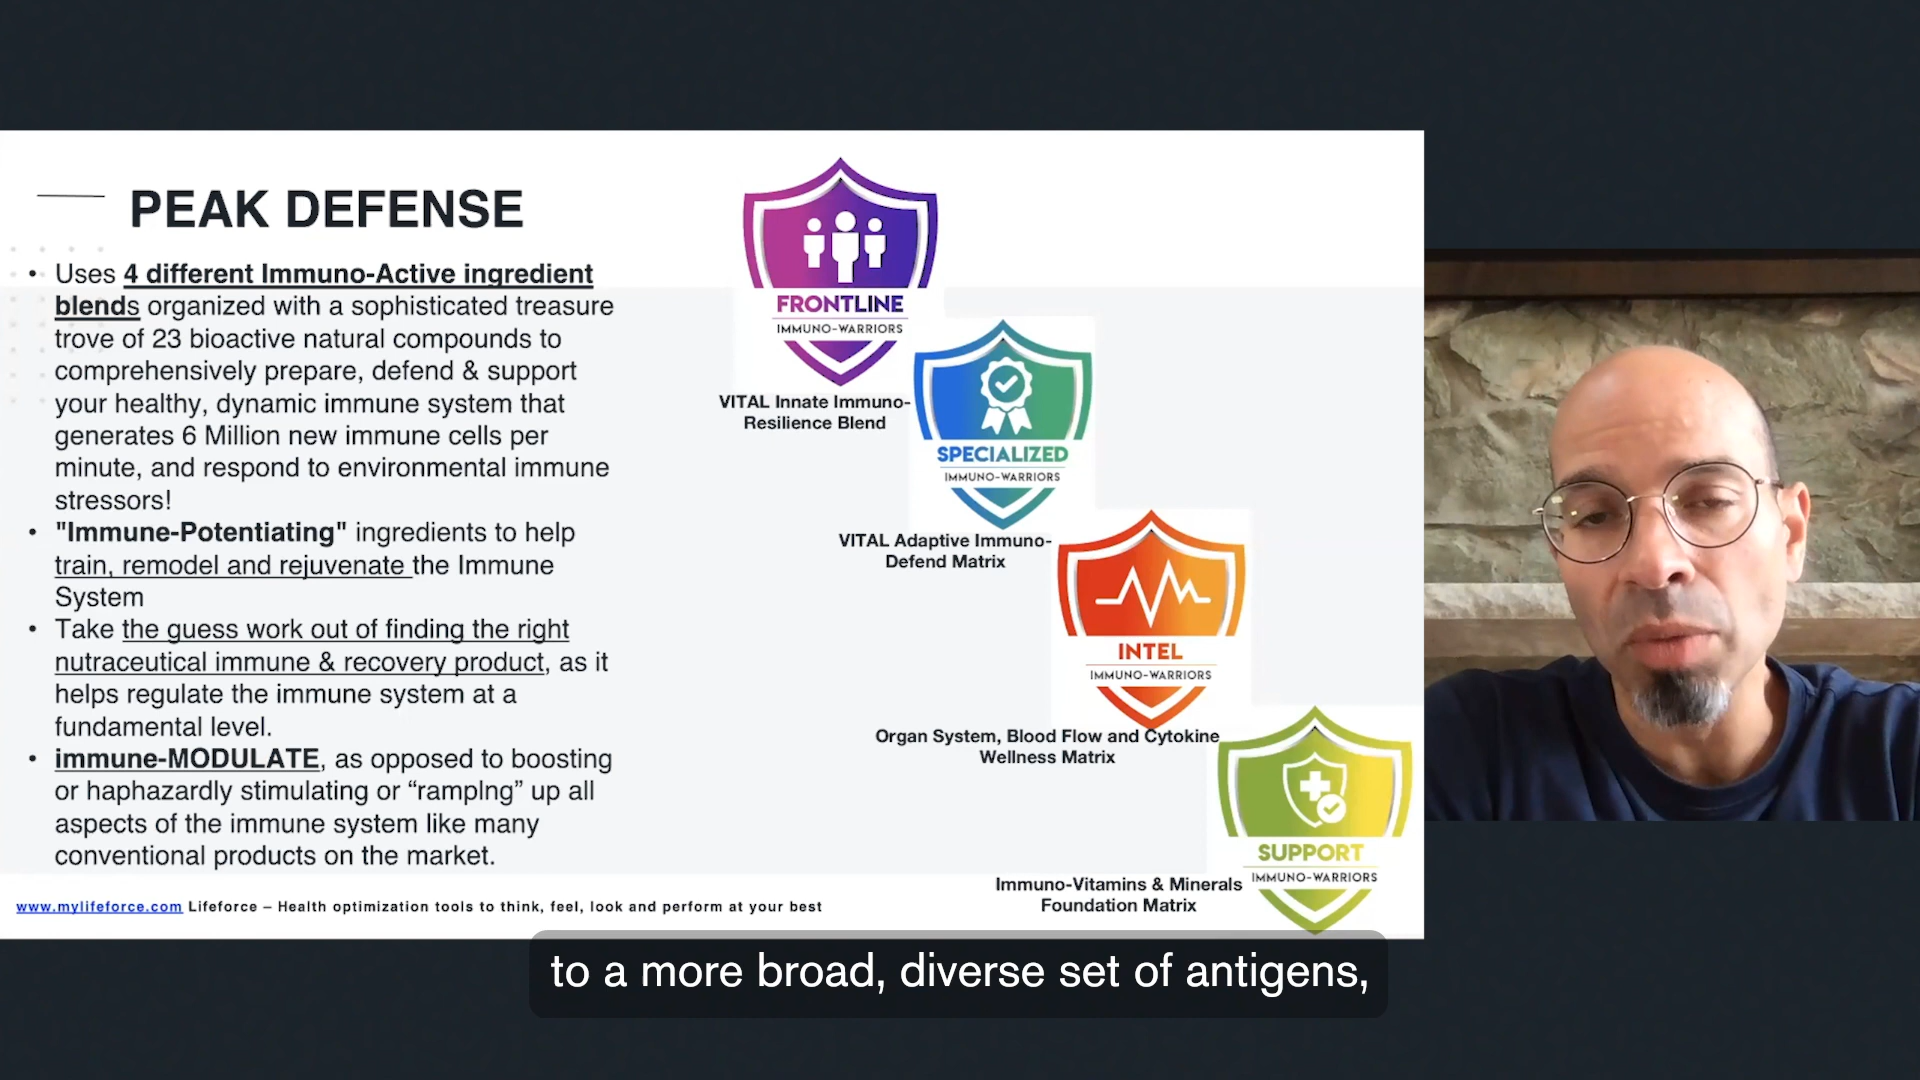 PEAK DEFENSE
• Uses 4 different Immuno-Active ingredient
blends organized with a sophisticated treasure
trove of 23 bioactive natural compounds to
comprehensively prepare, defend & support
your healthy, dynamic immune system that
generates 6 Million new immune cells per
minute, and respond to environmental immune
stressors!
• "Immune-Potentiating" ingredients to help
train, remodel and rejuvenate the Immune
System
• Take the guess work out of finding the right
nutraceutical immune & recovery product, as it
helps regulate the immune system at a
fundamental level.
• immune-MODULATE, as opposed to boosting
or haphazardly stimulating or “rampIng” up all
aspects of the immune system like many
conventional products on the market.
FRONTLINE
IMMUNO-WARRIORS
VITAL Innate Immuno-
Resilience Blend
SPECIALIZED
IMMUNO-WARRIORS
VITAL Adaptive Immuno-
Defend Matrix
INTEL
IMMUNO-WARRIORS
Organ System, Blood Flow and Cytokine
Wellness Matrix
SUPPORT
IMMUNO-WARRIORS
Immuno-Vitamins & Minerals
Foundation Matrix
www.mylifeforce.com Lifeforce – Health optimization tools to think, feel, look and perform at your best
to a more broad, diverse set of antigens,